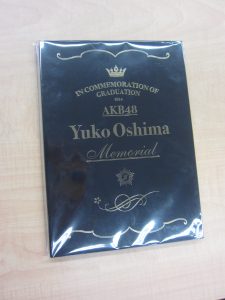 IN COMMEMORATION OF
GRADUATION
2014
AKB48
Yuko Oshima
Memorial